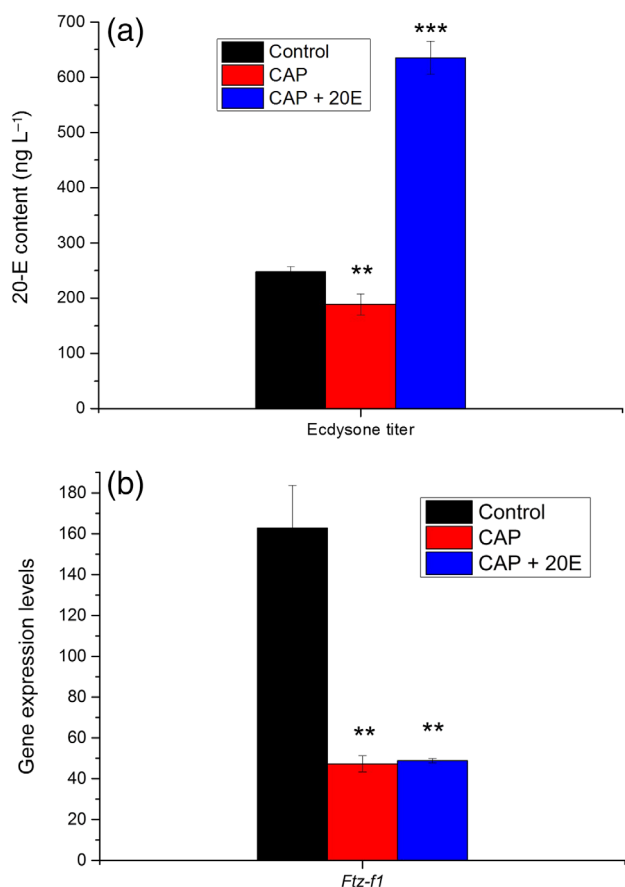 (a)
Control
CAP
CAP + 20E
***
**
700
600
500
400
300
200
100
0
20-E content (ng L⁻¹)
Ecdysone titer
(b)
Control
CAP
CAP + 20E
**
**
180
160
140
120
100
80
60
40
20
0
Gene expression levels
Ftz-f1